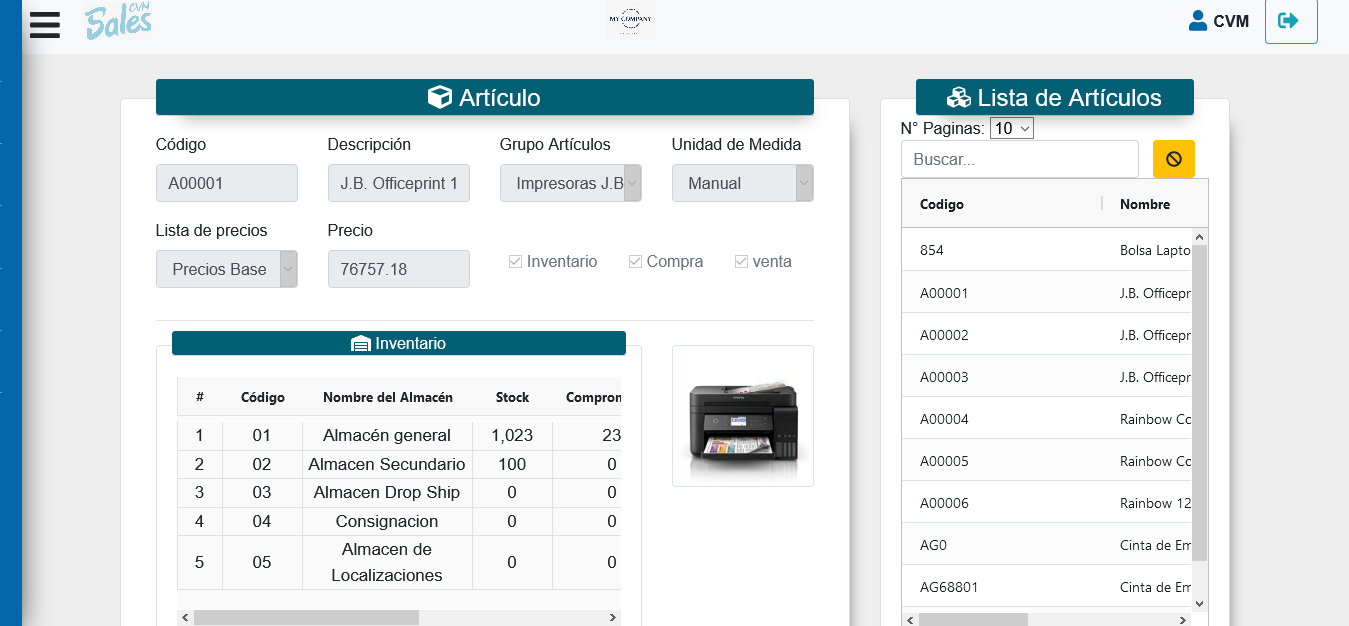 CVM
Sales
MY COMPANY
CVM
Artículo
Código
Descripción
Grupo Artículos
Unidad de Medida
A00001
J.B. Officeprint 1
Impresoras J.B
Manual
Lista de precios
Precio
Precios Base
76757.18
Inventario
Compra
venta
Inventario
# Código Nombre del Almacén Stock Comprom
1 01 Almacén general 1,023 23
2 02 Almacen Secundario 100 0
3 03 Almacen Drop Ship 0 0
4 04 Consignacion 0 0
5 05 Almacen de Localizaciones 0 0
Lista de Artículos
N° Paginas: 10
Buscar...
Codigo Nombre
854 Bolsa Lapto
A00001 J.B. Officepr
A00002 J.B. Officepr
A00003 J.B. Officepr
A00004 Rainbow Co
A00005 Rainbow Co
A00006 Rainbow 12
AG0 Cinta de Em
AG68801 Cinta de Em